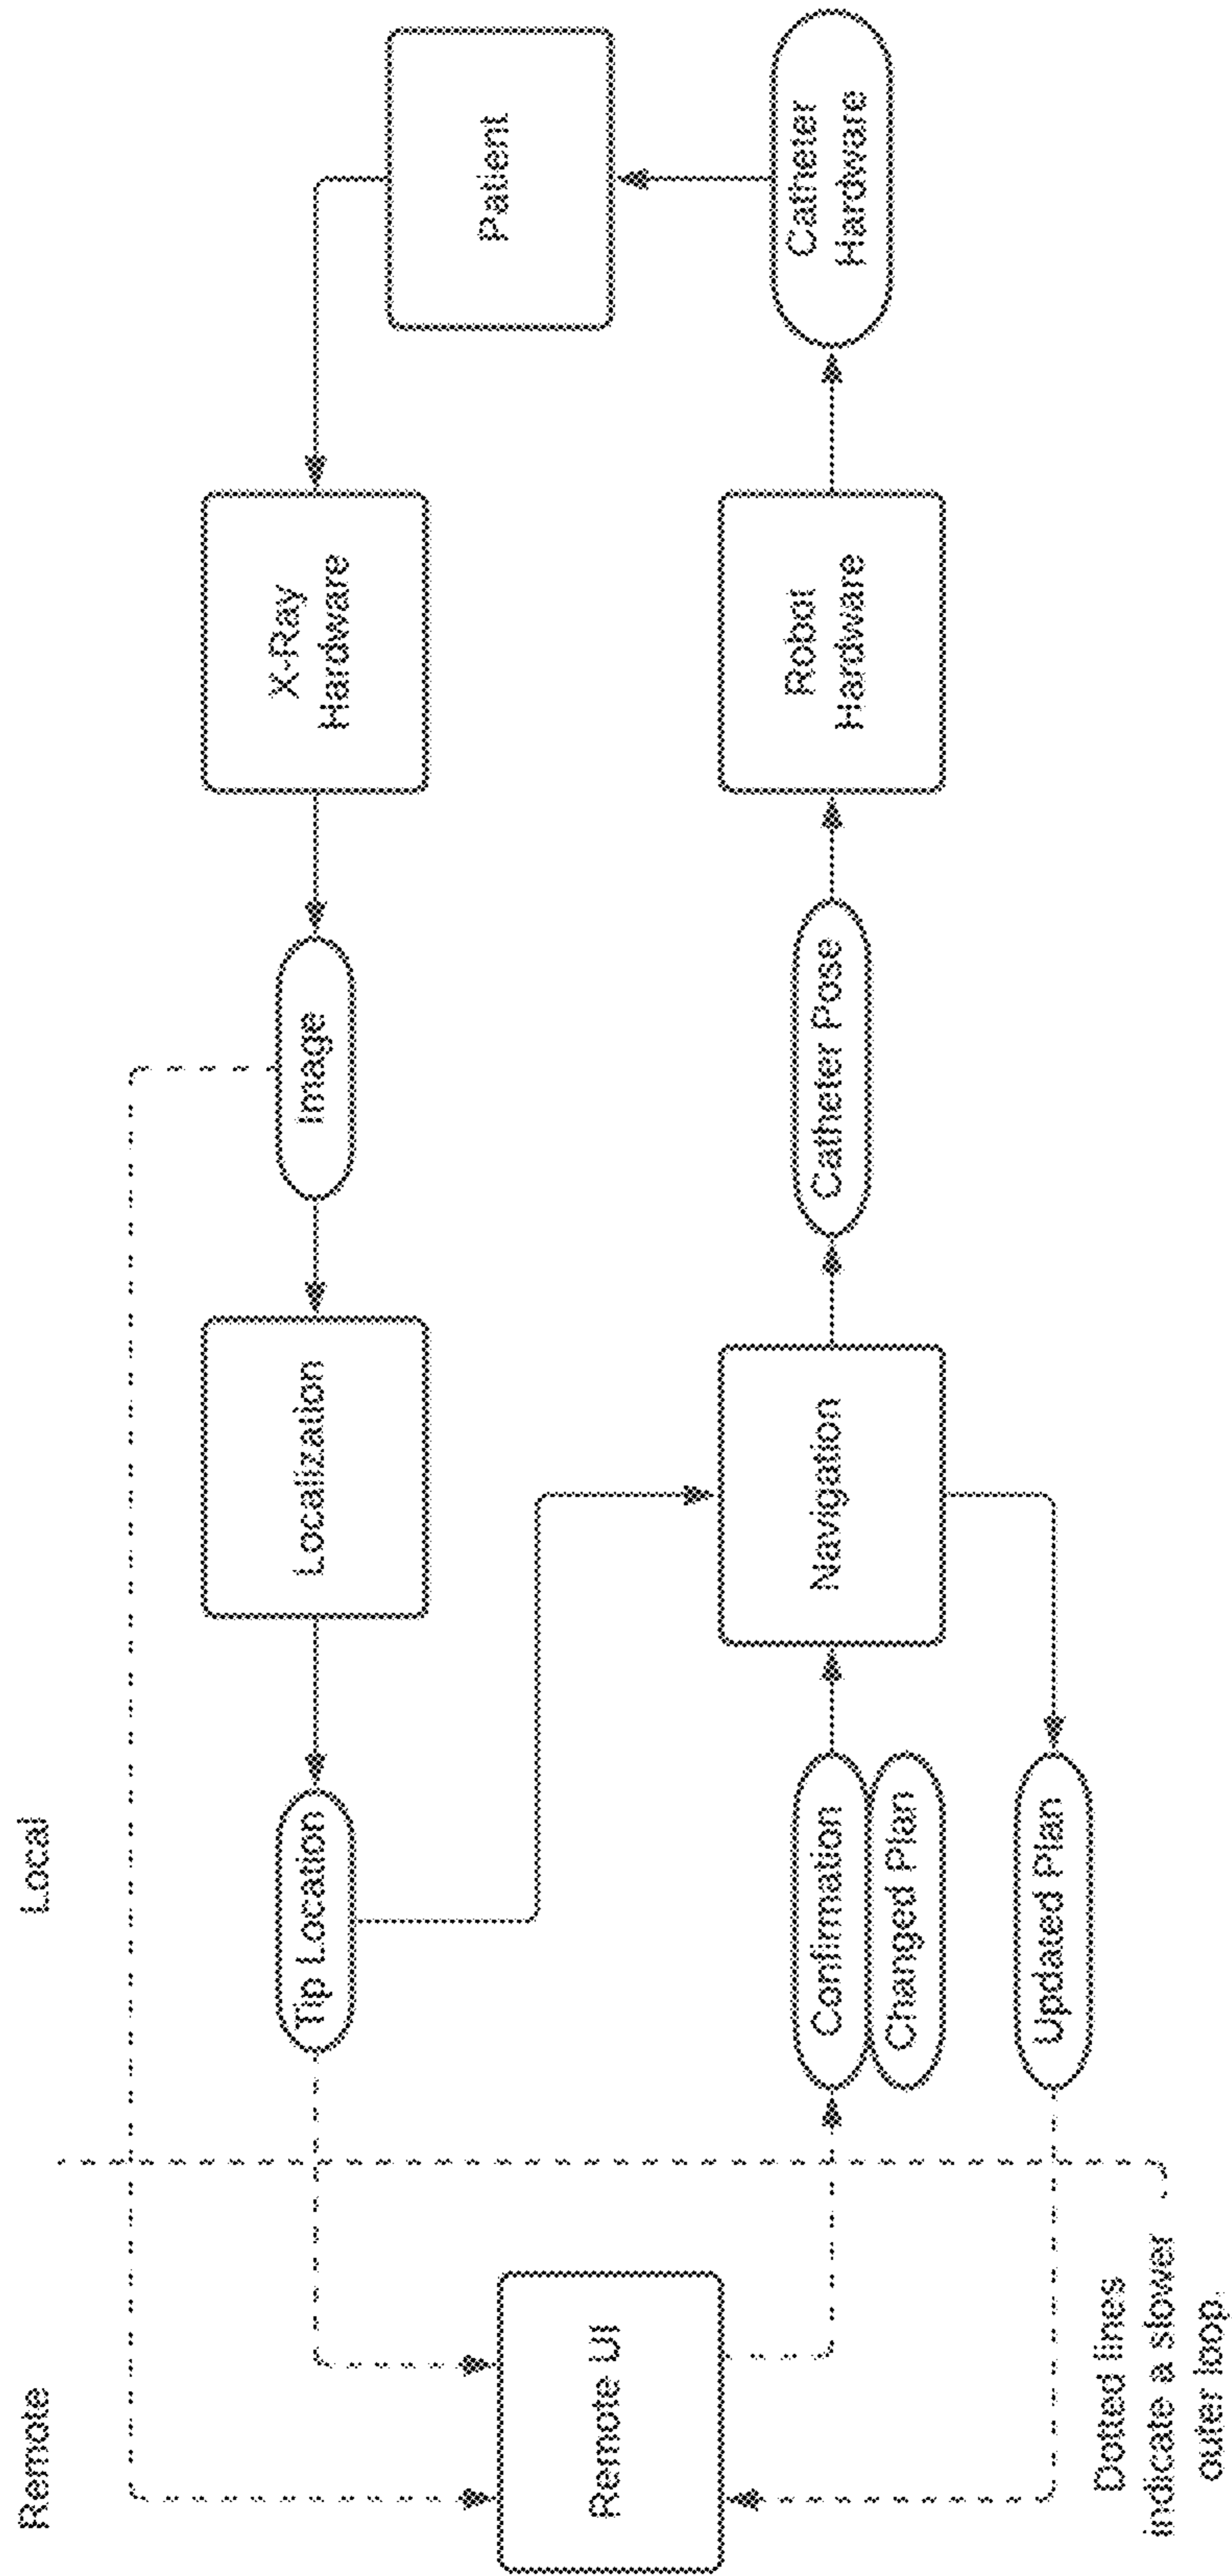 Remote
Local
Tip Location
Localization
Image
X-Ray
Hardware
Patient
Remote UI
Confirmation
Changed Plan
Navigation
Catheter Pose
Robot
Hardware
Catheter
Hardware
Updated Plan
Dotted lines
indicate a slower
outer loop.